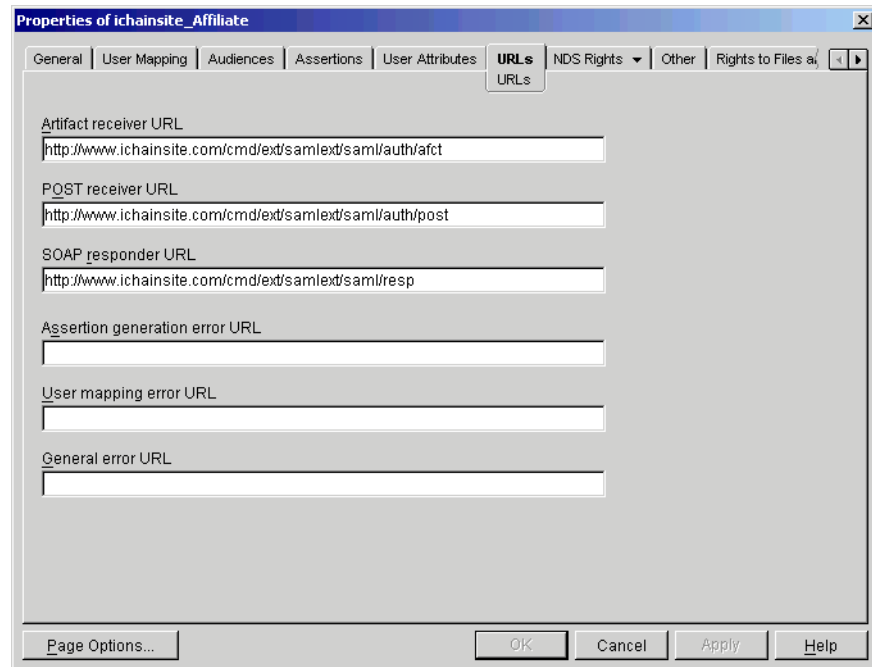 Properties of ichainsite_Affiliate
General User Mapping Audiences Assertions User Attributes URLs NDS Rights Other Rights to Files
URLs
Artifact receiver URL
http://www.ichainsite.com/cmd/ext/samlext/saml/auth/afct
POST receiver URL
http://www.ichainsite.com/cmd/ext/samlext/saml/auth/post
SOAP responder URL
http://www.ichainsite.com/cmd/ext/samlext/saml/resp
Assertion generation error URL
User mapping error URL
General error URL
Page Options... OK Cancel Apply Help